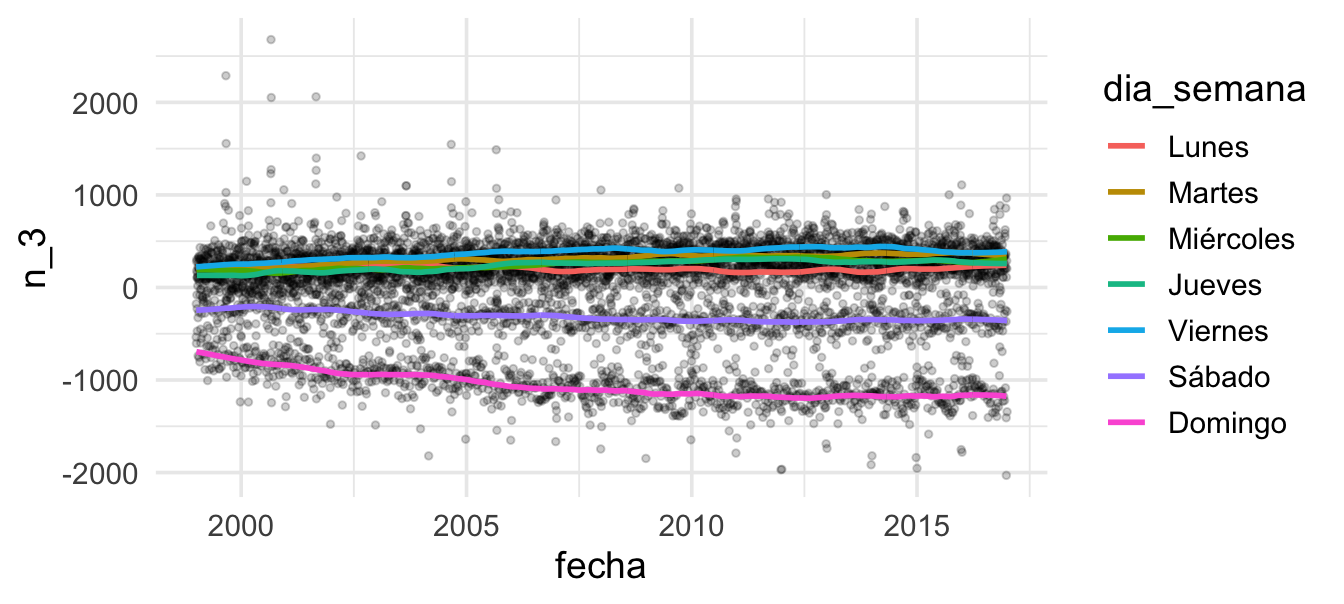 n_3
2000
1000
0
-1000
-2000
2000
2005
2010
2015
fecha
dia_semana
Lunes
Martes
Miércoles
Jueves
Viernes
Sábado
Domingo